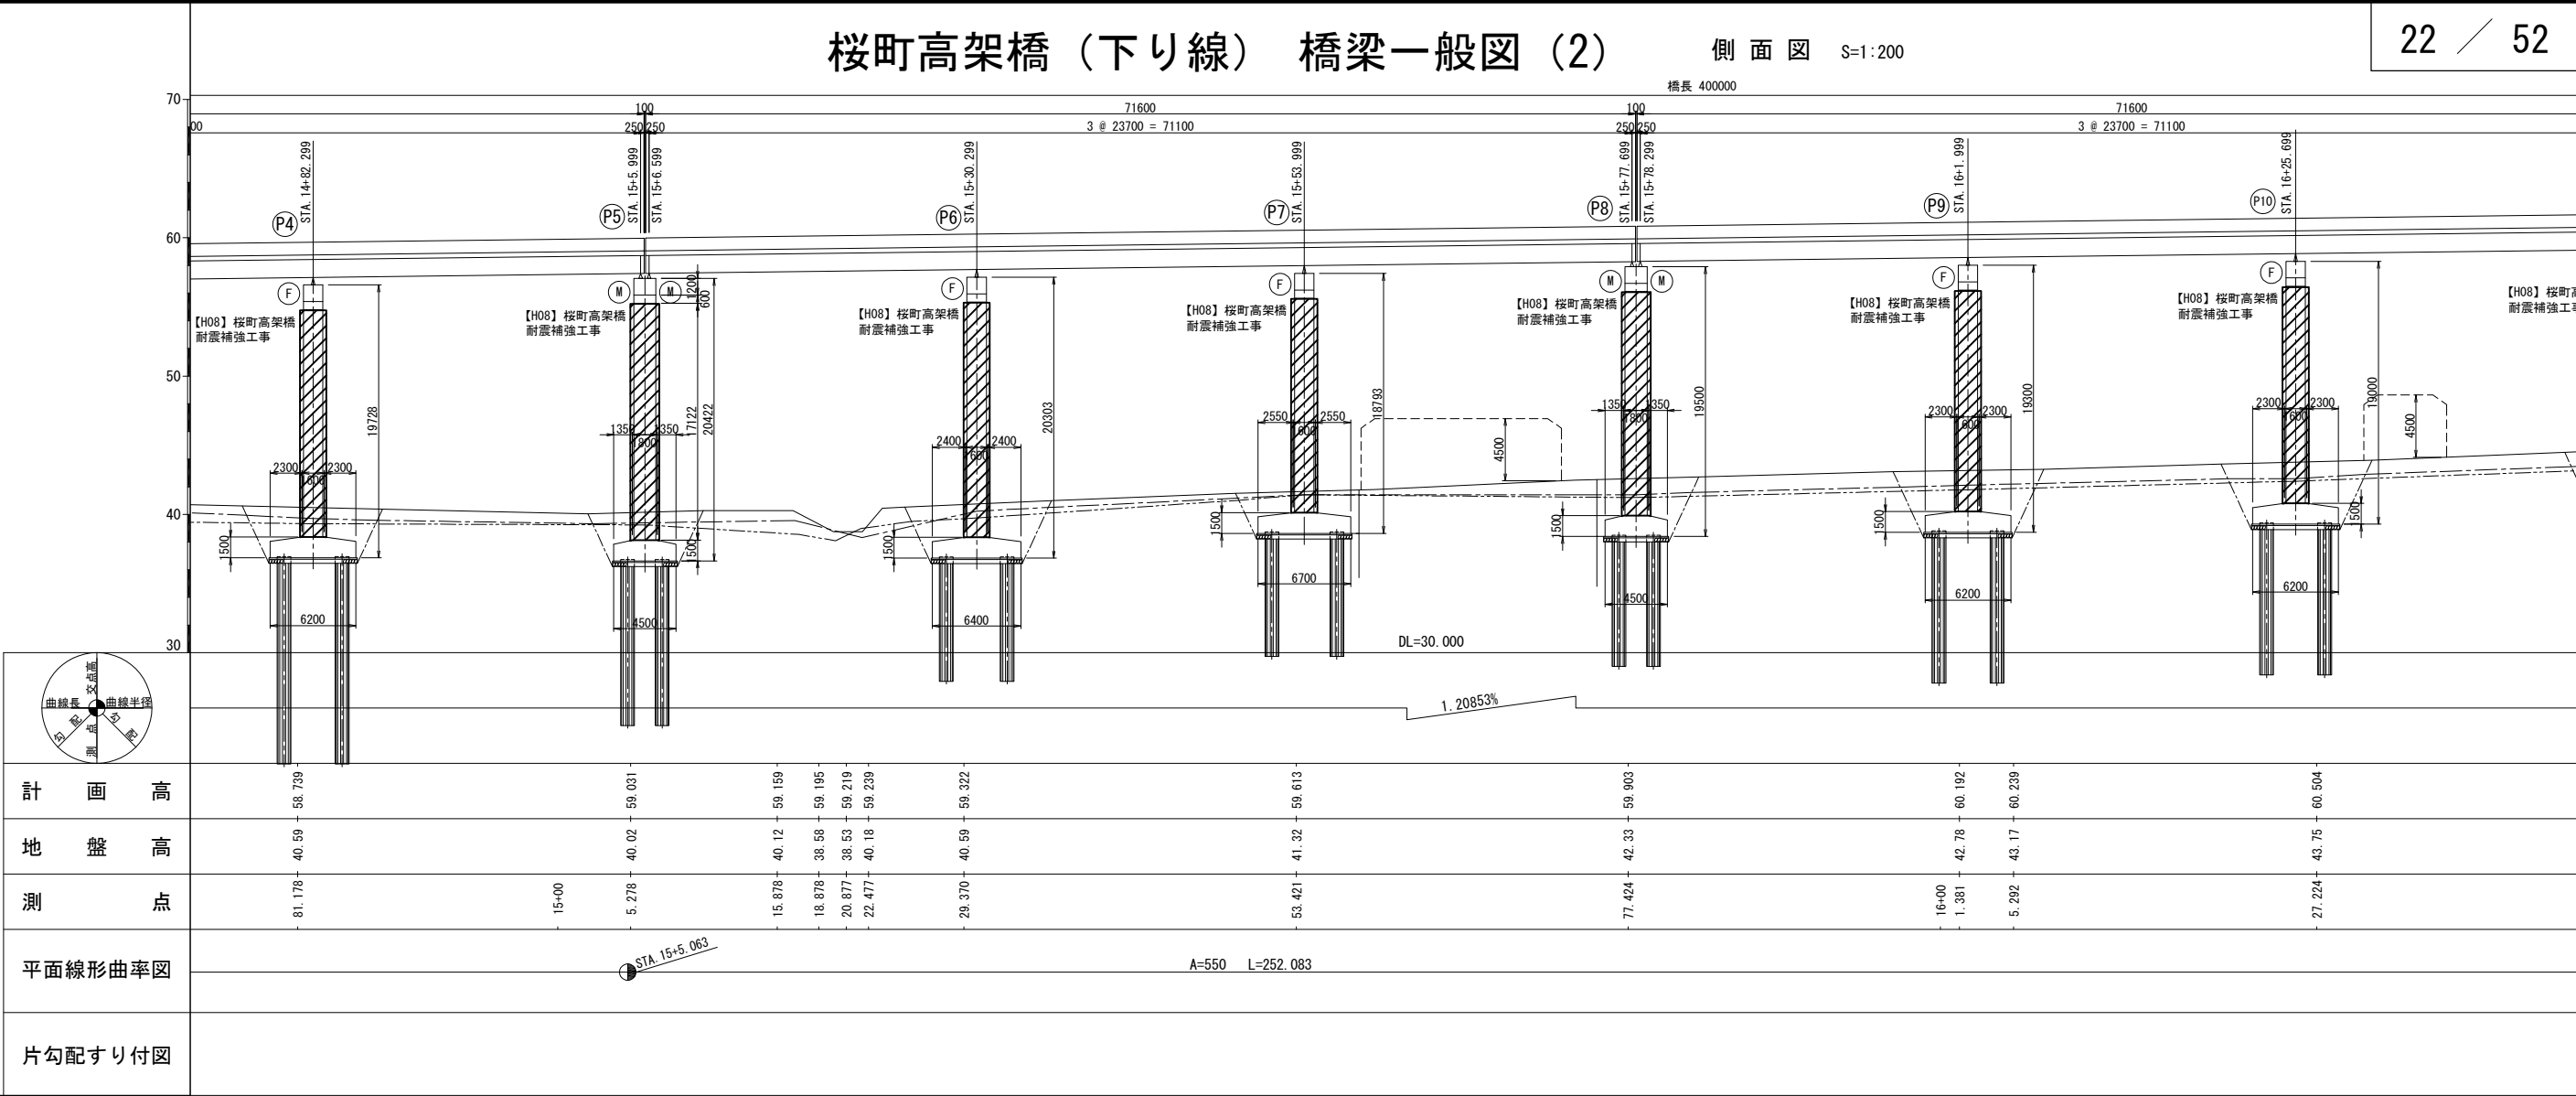 桜町高架橋（下り線） 橋梁一般図（2） 側面図 S=1:200
22 ／ 52
橋長 400000
70
60
50
40
30
00
100
71600
100
71600
250 250
3 @ 23700 = 71100
250 250
3 @ 23700 = 71100
P4
STA. 14+82.299
P5
STA. 15+5.999
STA. 15+6.599
P6
STA. 15+30.299
P7
STA. 15+53.999
P8
STA. 15+77.699
STA. 15+78.299
P9
STA. 16+1.999
P10
STA. 16+25.699
F
M
M
F
F
M
M
F
F
【H08】桜町高架橋
耐震補強工事
【H08】桜町高架橋
耐震補強工事
【H08】桜町高架橋
耐震補強工事
【H08】桜町高架橋
耐震補強工事
【H08】桜町高架橋
耐震補強工事
【H08】桜町高架橋
耐震補強工事
【H08】桜町高架橋
耐震補強工事
【H08】桜町高
耐震補強工事
19728
2300
2300
1500
6200
1200
600
17122
20422
1350
1800
1500
4500
20303
2400
2400
1500
6400
18793
2550
2550
1500
6700
4500
19500
1350
1800
1500
4500
19300
2300
2300
1500
6200
19000
2300
2300
1500
6200
4500
DL=30.000
1.20853%
交点高
曲線長
曲線半径
勾配
測点
勾配
計画高
58.739
59.031
59.159
59.195
59.219
59.239
59.322
59.613
59.903
60.192
60.239
60.504
地盤高
40.59
40.02
40.12
38.58
38.53
40.18
40.59
41.32
42.33
42.78
43.17
43.75
測点
81.178
15+00
5.278
15.878
18.878
20.877
22.477
29.370
53.421
77.424
16+00
1.381
5.292
27.224
平面線形曲率図
STA. 15+5.063
A=550 L=252.083
片勾配すり付図